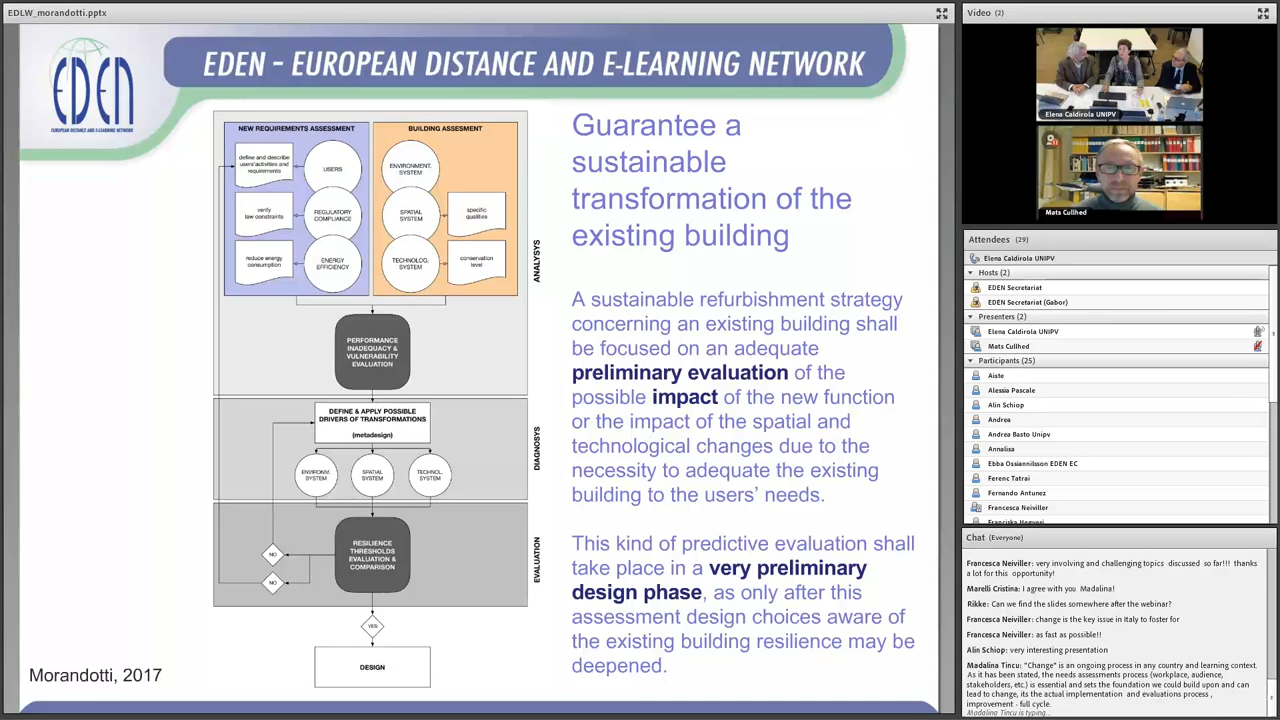 EDLW_morandotti.pptx
EDEN
EUROPEAN DISTANCE AND E-LEARNING NETWORK
EDEN – EUROPEAN DISTANCE AND E-LEARNING NETWORK
NEW REQUIREMENTS ASSESSMENT
define and describe
users'activities and
requirements
USERS
verify
law constraints
REGULATORY
COMPLIANCE
reduce energy
consumption
ENERGY
EFFICIENCY
BUILDING ASSESMENT
ENVIRONMENT.
SYSTEM
SPATIAL
SYSTEM
specific
qualities
TECHNOLOG.
SYSTEM
conservation
level
ANALYSYS
PERFORMANCE
INADEQUACY &
VULNERABILITY
EVALUATION
DEFINE & APPLY POSSIBLE
DRIVERS OF TRANSFORMATIONS
(metadesign)
ENVIRONM.
SYSTEM
SPATIAL
SYSTEM
TECHNOL.
SYSTEM
DIAGNOSYS
RESILIENCE
THRESHOLDS
EVALUATION &
COMPARISON
NO
NO
EVALUATION
YES
DESIGN
Morandotti, 2017
Guarantee a
sustainable
transformation of the
existing building
A sustainable refurbishment strategy
concerning an existing building shall
be focused on an adequate
preliminary evaluation of the
possible impact of the new function
or the impact of the spatial and
technological changes due to the
necessity to adequate the existing
building to the users' needs.
This kind of predictive evaluation shall
take place in a very preliminary
design phase, as only after this
assessment design choices aware of
the existing building resilience may be
deepened.
Video (2)
Elena Caldirola UNIPV
Mats Cullhed
Attendees (29)
Elena Caldirola UNIPV
Hosts (2)
EDEN Secretariat
EDEN Secretariat (Gabor)
Presenters (2)
Elena Caldirola UNIPV
Mats Cullhed
Participants (25)
Aiste
Alessia Pascale
Alin Schiop
Andrea
Andrea Basto Unipv
Annalisa
Ebba Ossiannilsson EDEN EC
Ferenc Tatrai
Fernando Antunez
Francesca Neiviller
Chat (Everyone)
Francesca Neiviller: very involving and challenging topics discussed so far!!! thanks
a lot for this opportunity!
Marelli Cristina: I agree with you Madalina!
Rikke: Can we find the slides somewhere after the webinar?
Francesca Neiviller: change is the key issue in Italy to foster for
Francesca Neiviller: as fast as possible!!
Alin Schiop: very interesting presentation
Madalina Tincu: "Change" is an ongoing process in any country and learning context.
As it has been stated, the needs assessments process (workplace, audience,
stakeholders, etc.) is essential and sets the foundation we could build upon and can
lead to change, its the actual implementation and evaluations process ,
improvement - full cycle.
Madalina Tincu is typing...